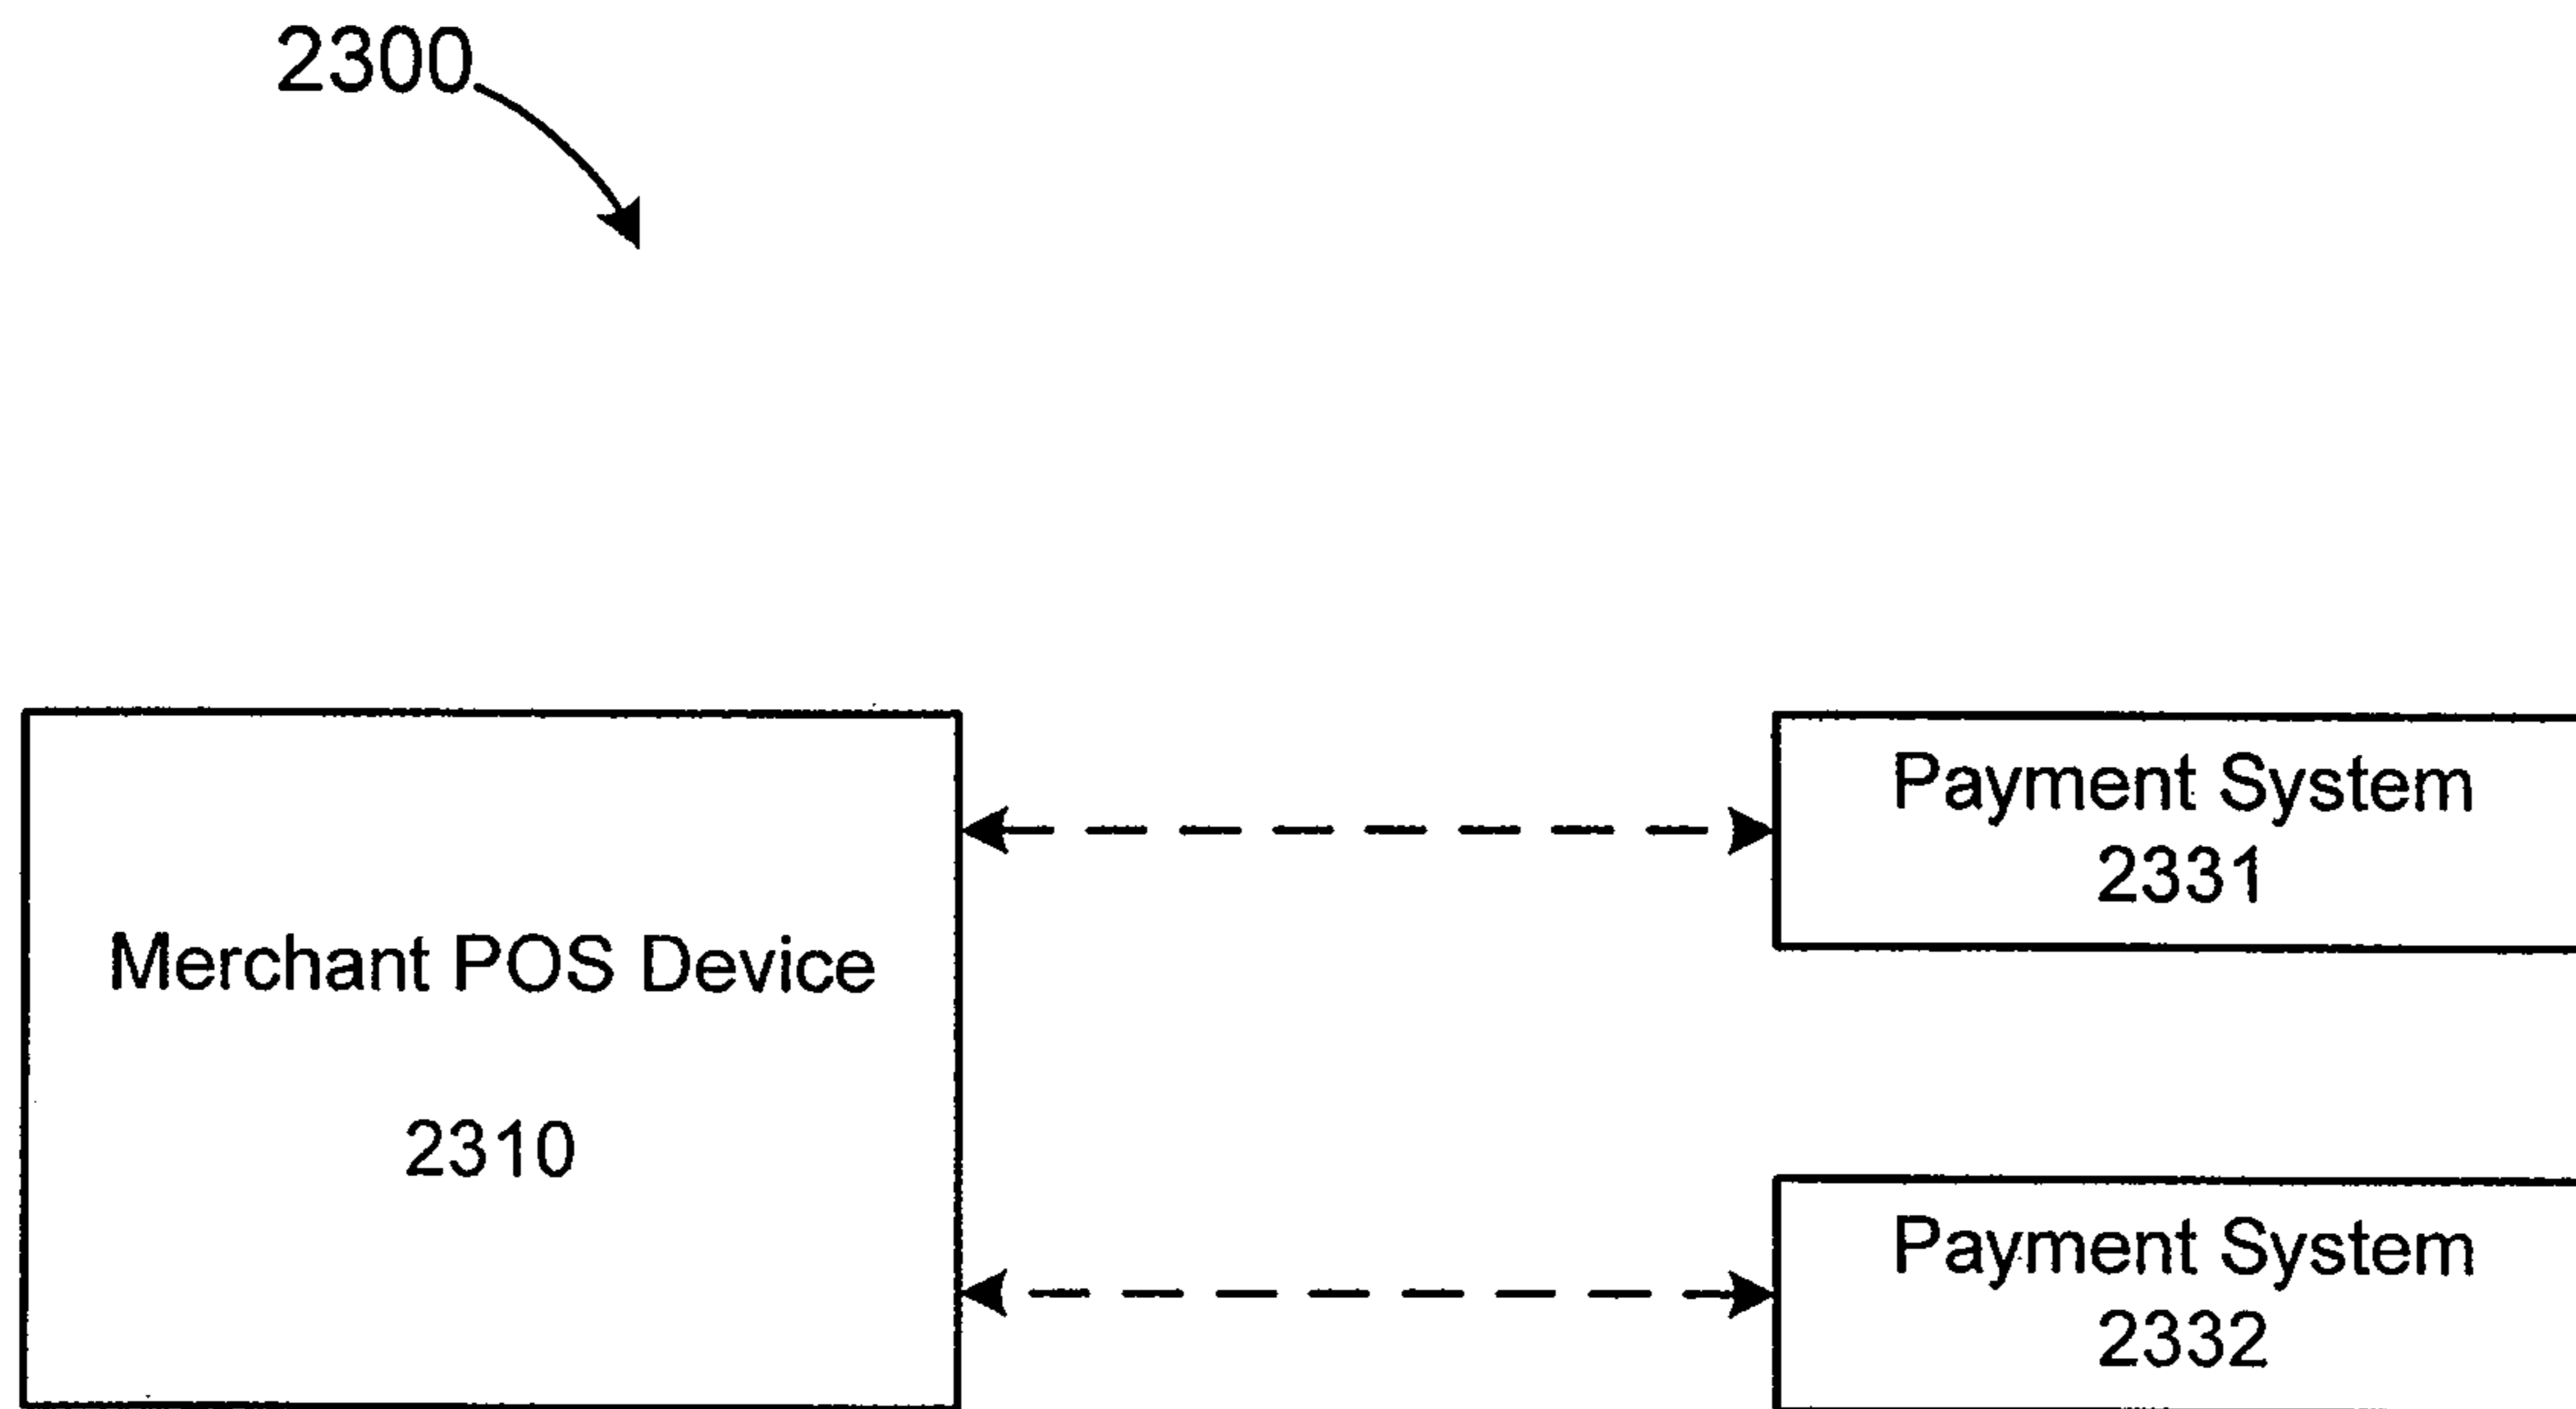 2300
Merchant POS Device
2310
Payment System
2331
Payment System
2332